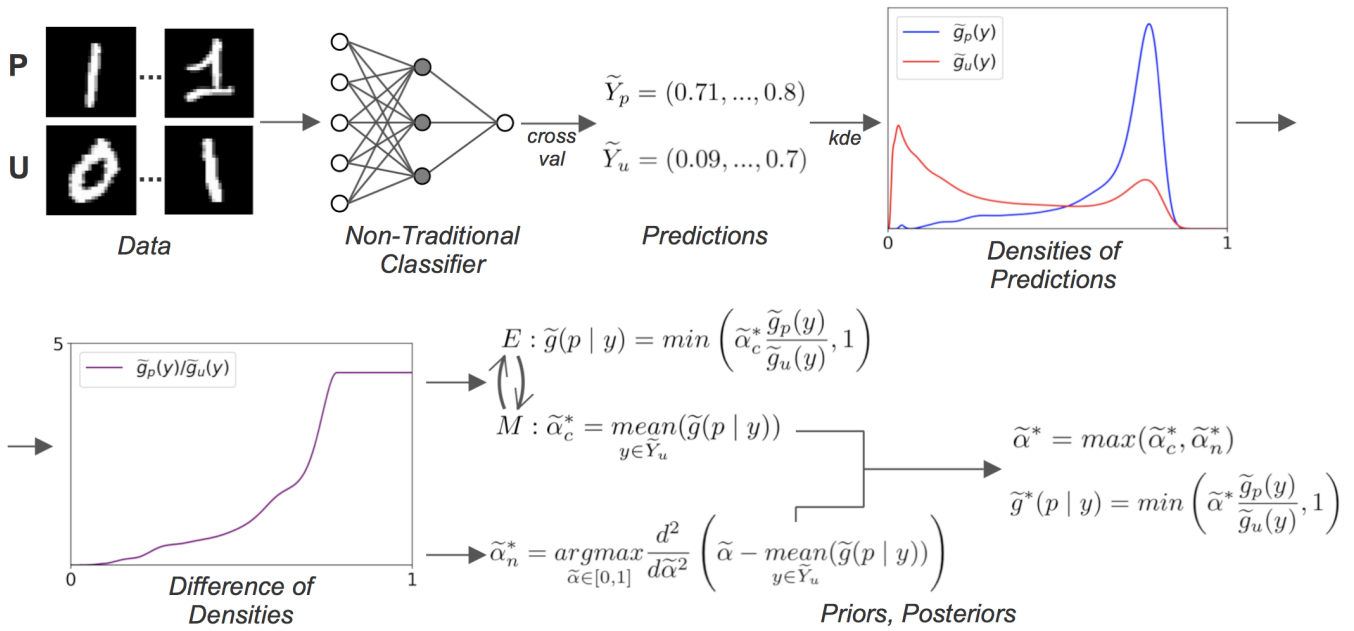 P
...
U
...
Data
Non-Traditional
Classifier
cross
val
Ỹ_p = (0.71, ..., 0.8)
Ỹ_u = (0.09, ..., 0.7)
Predictions
kde
g̃_p(y)
g̃_u(y)
0
1
Densities of
Predictions
5
g̃_p(y)/g̃_u(y)
0
1
Difference of
Densities
E : g̃(p | y) = min ( α̃*_c g̃_p(y) / g̃_u(y) , 1 )
M : α̃*_c = mean_{y∈Ỹ_u} (g̃(p | y))
α̃*_n = argmax_{α̃∈[0,1]} d²/dα̃² ( α̃ − mean_{y∈Ỹ_u} (g̃(p | y)) )
α̃* = max(α̃*_c, α̃*_n)
g̃*(p | y) = min ( α̃* g̃_p(y) / g̃_u(y) , 1 )
Priors, Posteriors